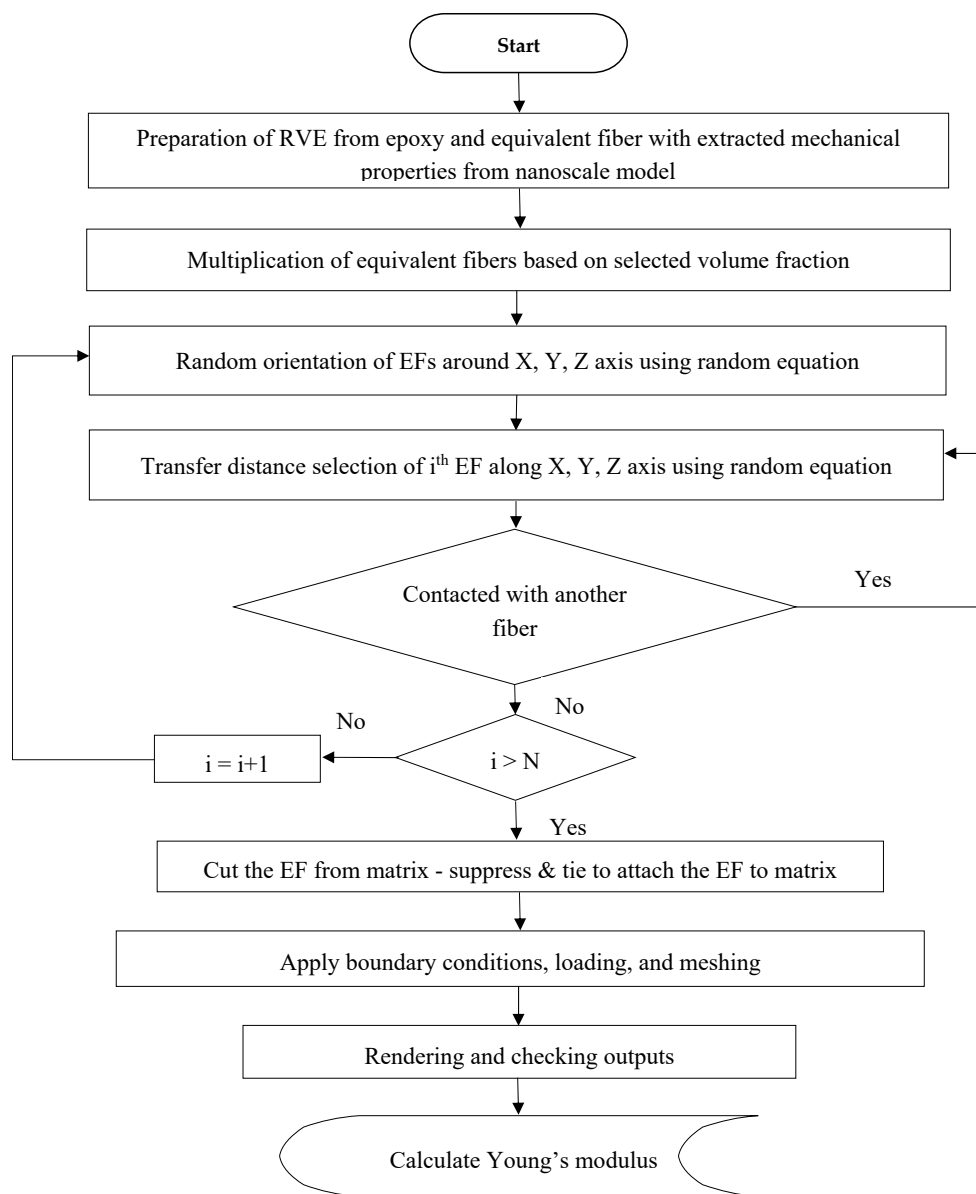 Start
Preparation of RVE from epoxy and equivalent fiber with extracted mechanical
properties from nanoscale model
Multiplication of equivalent fibers based on selected volume fraction
Random orientation of EFs around X, Y, Z axis using random equation
Transfer distance selection of iᵗʰ EF along X, Y, Z axis using random equation
Contacted with another
fiber
Yes
No
i > N
No
i = i+1
Yes
Cut the EF from matrix - suppress & tie to attach the EF to matrix
Apply boundary conditions, loading, and meshing
Rendering and checking outputs
Calculate Young’s modulus